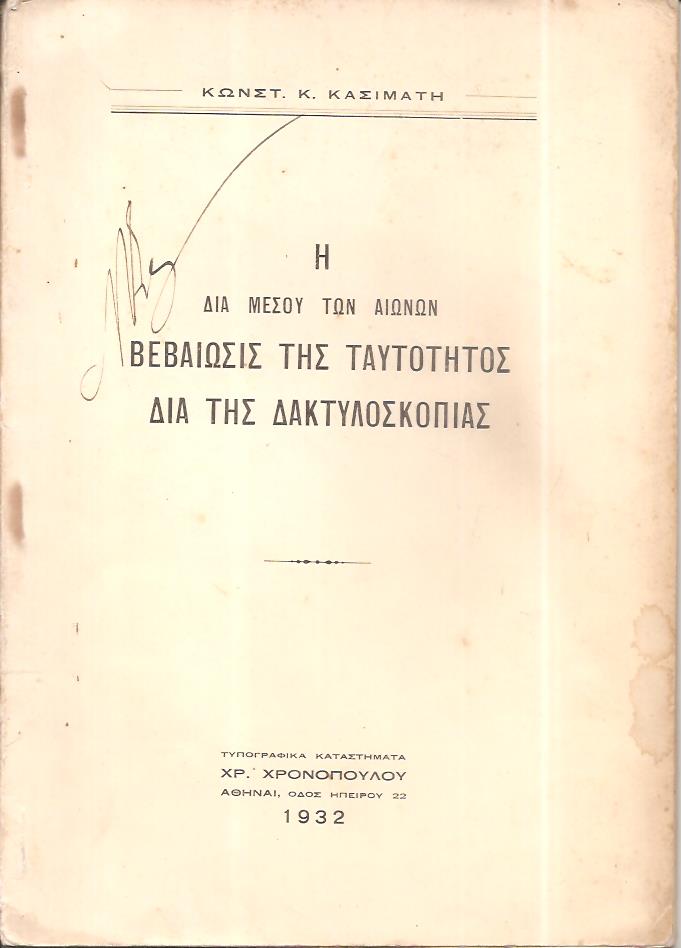 ΚΩΝΣΤ. Κ. ΚΑΣΙΜΑΤΗ
Η
ΔΙΑ ΜΕΣΟΥ ΤΩΝ ΑΙΩΝΩΝ
ΒΕΒΑΙΩΣΙΣ ΤΗΣ ΤΑΥΤΟΤΗΤΟΣ
ΔΙΑ ΤΗΣ ΔΑΚΤΥΛΟΣΚΟΠΙΑΣ
ΤΥΠΟΓΡΑΦΙΚΑ ΚΑΤΑΣΤΗΜΑΤΑ
ΧΡ. ΧΡΟΝΟΠΟΥΛΟΥ
ΑΘΗΝΑΙ, ΟΔΟΣ ΗΠΕΙΡΟΥ 22
1932